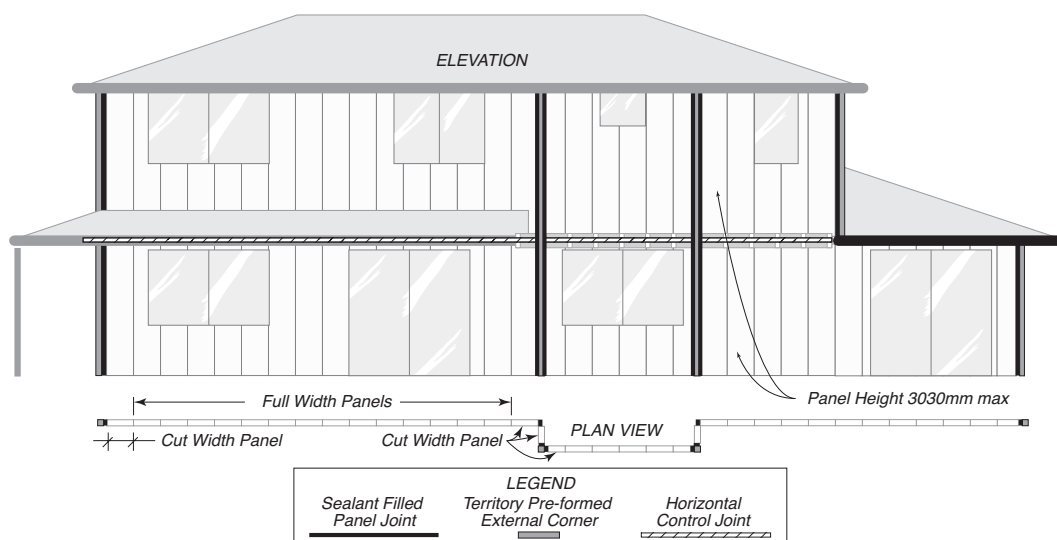 ELEVATION
Full Width Panels
Panel Height 3030mm max
Cut Width Panel
Cut Width Panel
PLAN VIEW
LEGEND
Sealant Filled
Panel Joint
Territory Pre-formed
External Corner
Horizontal
Control Joint